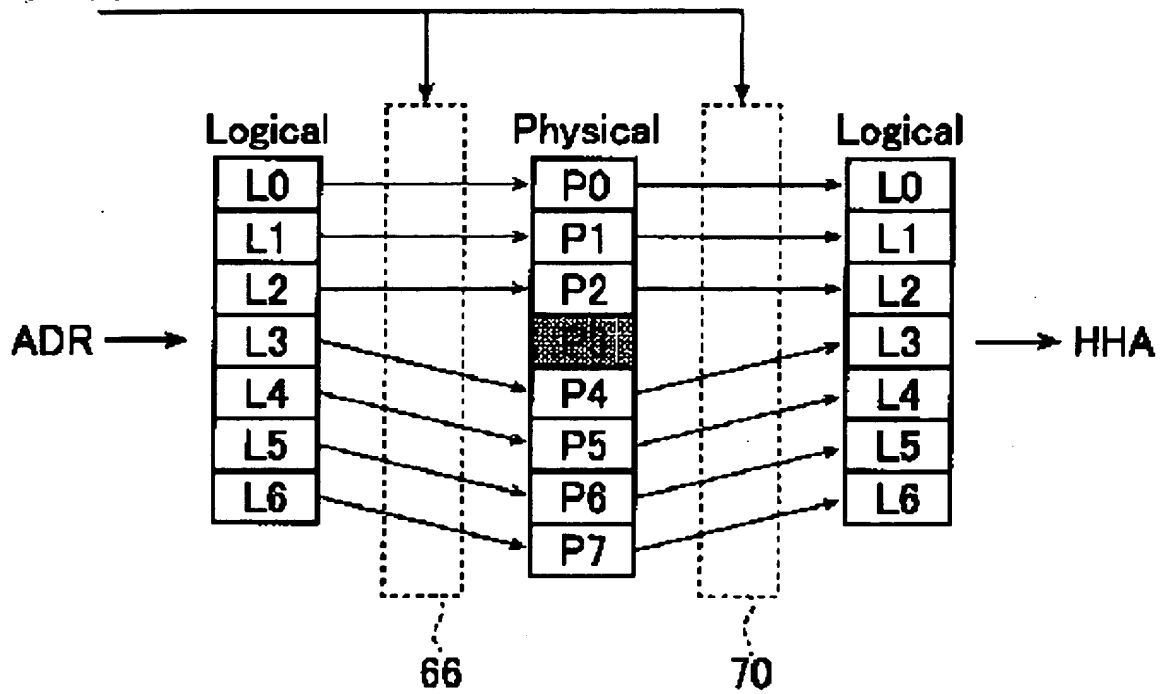 Logical Physical Logical
L0 P0 L0
L1 P1 L1
L2 P2 L2
ADR L3 L3 HHA
L4 P4 L4
L5 P5 L5
L6 P6 L6
P7
66 70